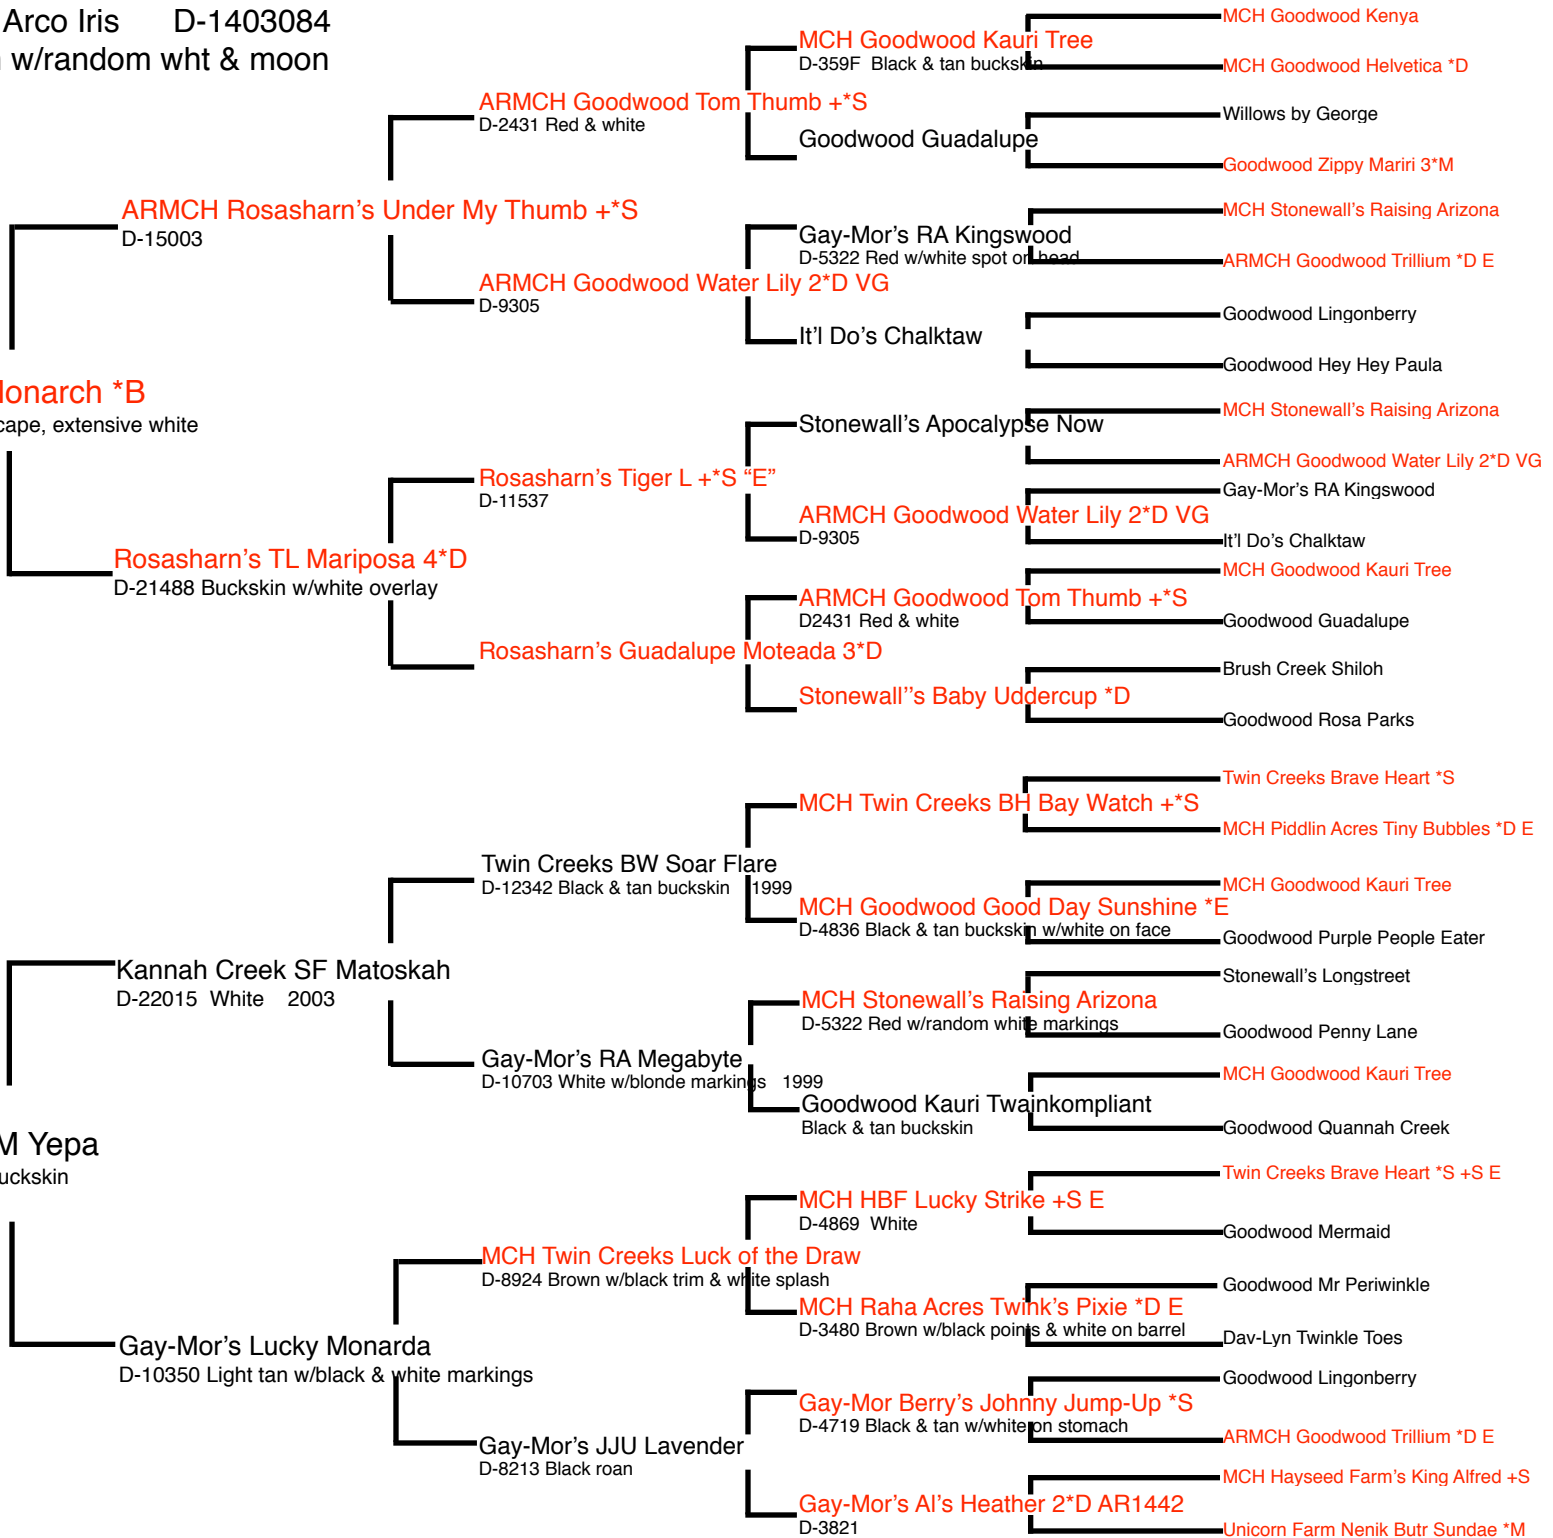 Arco Iris D-1403084
w/random wht & moon
MCH Goodwood Kenya
MCH Goodwood Kauri Tree
D-359F Black & tan buckskin
MCH Goodwood Helvetica *D
ARMCH Goodwood Tom Thumb +*S
D-2431 Red & white
Willows by George
Goodwood Guadalupe
Goodwood Zippy Mariri 3*M
ARMCH Rosasharn's Under My Thumb +*S
D-15003
MCH Stonewall's Raising Arizona
Gay-Mor's RA Kingswood
D-5322 Red w/white spot on head
ARMCH Goodwood Trillium *D E
ARMCH Goodwood Water Lily 2*D VG
D-9305
Goodwood Lingonberry
It'l Do's Chalktaw
Goodwood Hey Hey Paula
onarch *B
cape, extensive white
MCH Stonewall's Raising Arizona
Stonewall's Apocalypse Now
ARMCH Goodwood Water Lily 2*D VG
Rosasharn's Tiger L +*S “E”
D-11537
Gay-Mor's RA Kingswood
ARMCH Goodwood Water Lily 2*D VG
D-9305
It'l Do's Chalktaw
Rosasharn's TL Mariposa 4*D
D-21488 Buckskin w/white overlay
MCH Goodwood Kauri Tree
ARMCH Goodwood Tom Thumb +*S
D2431 Red & white
Goodwood Guadalupe
Rosasharn's Guadalupe Moteada 3*D
Brush Creek Shiloh
Stonewall''s Baby Uddercup *D
Goodwood Rosa Parks
Twin Creeks Brave Heart *S
MCH Twin Creeks BH Bay Watch +*S
MCH Piddlin Acres Tiny Bubbles *D E
Twin Creeks BW Soar Flare
D-12342 Black & tan buckskin 1999
MCH Goodwood Kauri Tree
MCH Goodwood Good Day Sunshine *E
D-4836 Black & tan buckskin w/white on face
Goodwood Purple People Eater
Kannah Creek SF Matoskah
D-22015 White 2003
Stonewall's Longstreet
MCH Stonewall's Raising Arizona
D-5322 Red w/random white markings
Goodwood Penny Lane
Gay-Mor's RA Megabyte
D-10703 White w/blonde markings 1999
MCH Goodwood Kauri Tree
Goodwood Kauri Twainkompliant
Black & tan buckskin
Goodwood Quannah Creek
M Yepa
uckskin
Twin Creeks Brave Heart *S +S E
MCH HBF Lucky Strike +S E
D-4869 White
Goodwood Mermaid
MCH Twin Creeks Luck of the Draw
D-8924 Brown w/black trim & white splash
Goodwood Mr Periwinkle
MCH Raha Acres Twink's Pixie *D E
D-3480 Brown w/black points & white on barrel
Dav-Lyn Twinkle Toes
Gay-Mor's Lucky Monarda
D-10350 Light tan w/black & white markings
Goodwood Lingonberry
Gay-Mor Berry's Johnny Jump-Up *S
D-4719 Black & tan w/white on stomach
ARMCH Goodwood Trillium *D E
Gay-Mor's JJU Lavender
D-8213 Black roan
MCH Hayseed Farm's King Alfred +S
Gay-Mor's Al's Heather 2*D AR1442
D-3821
Unicorn Farm Nenik Butr Sundae *M